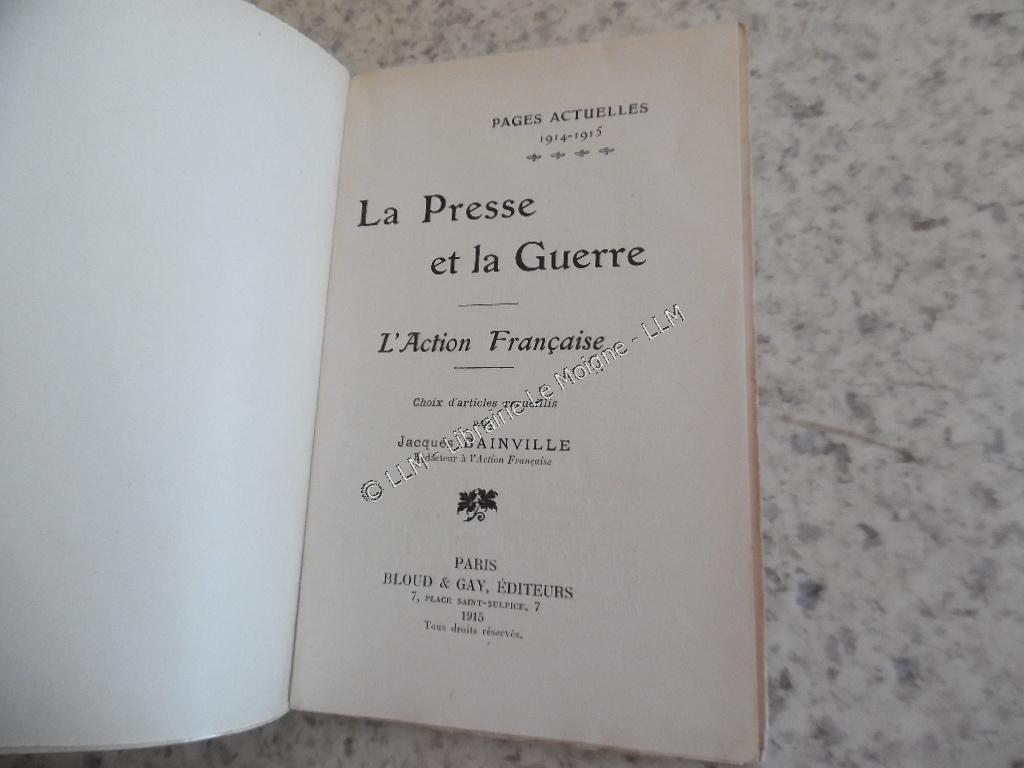 PAGES ACTUELLES
1914-1915
La Presse
et la Guerre
L'Action Française
Choix d'articles recueillis
Jacques BAINVILLE
Rédacteur à l'Action Française
PARIS
BLOUD & GAY, ÉDITEURS
7, PLACE SAINT-SULPICE, 7
1915
Tous droits réservés.
© LLM - Librairie Le Moigne - LLM